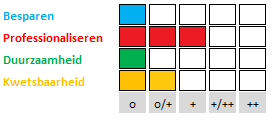 Besparen
Professionaliseren
Duurzaamheid
Kwetsbaarheid
o o/+ + +/++ ++